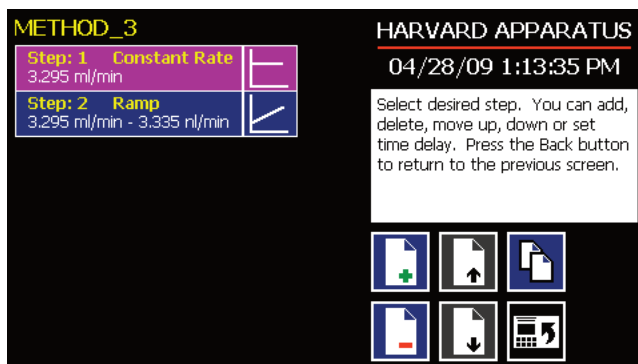 METHOD_3
Step: 1 Constant Rate
3.295 ml/min
Step: 2 Ramp
3.295 ml/min - 3.335 nl/min
HARVARD APPARATUS
04/28/09 1:13:35 PM
Select desired step. You can add,
delete, move up, down or set
time delay. Press the Back button
to return to the previous screen.